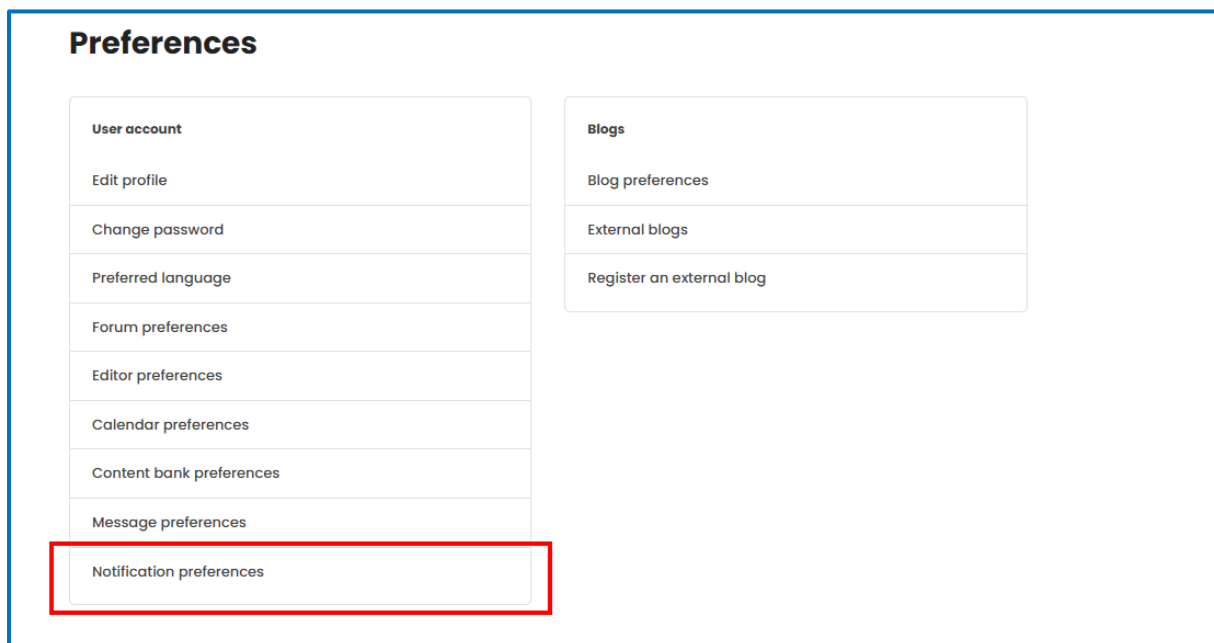 Preferences
User account
Edit profile
Change password
Preferred language
Forum preferences
Editor preferences
Calendar preferences
Content bank preferences
Message preferences
Notification preferences
Blogs
Blog preferences
External blogs
Register an external blog